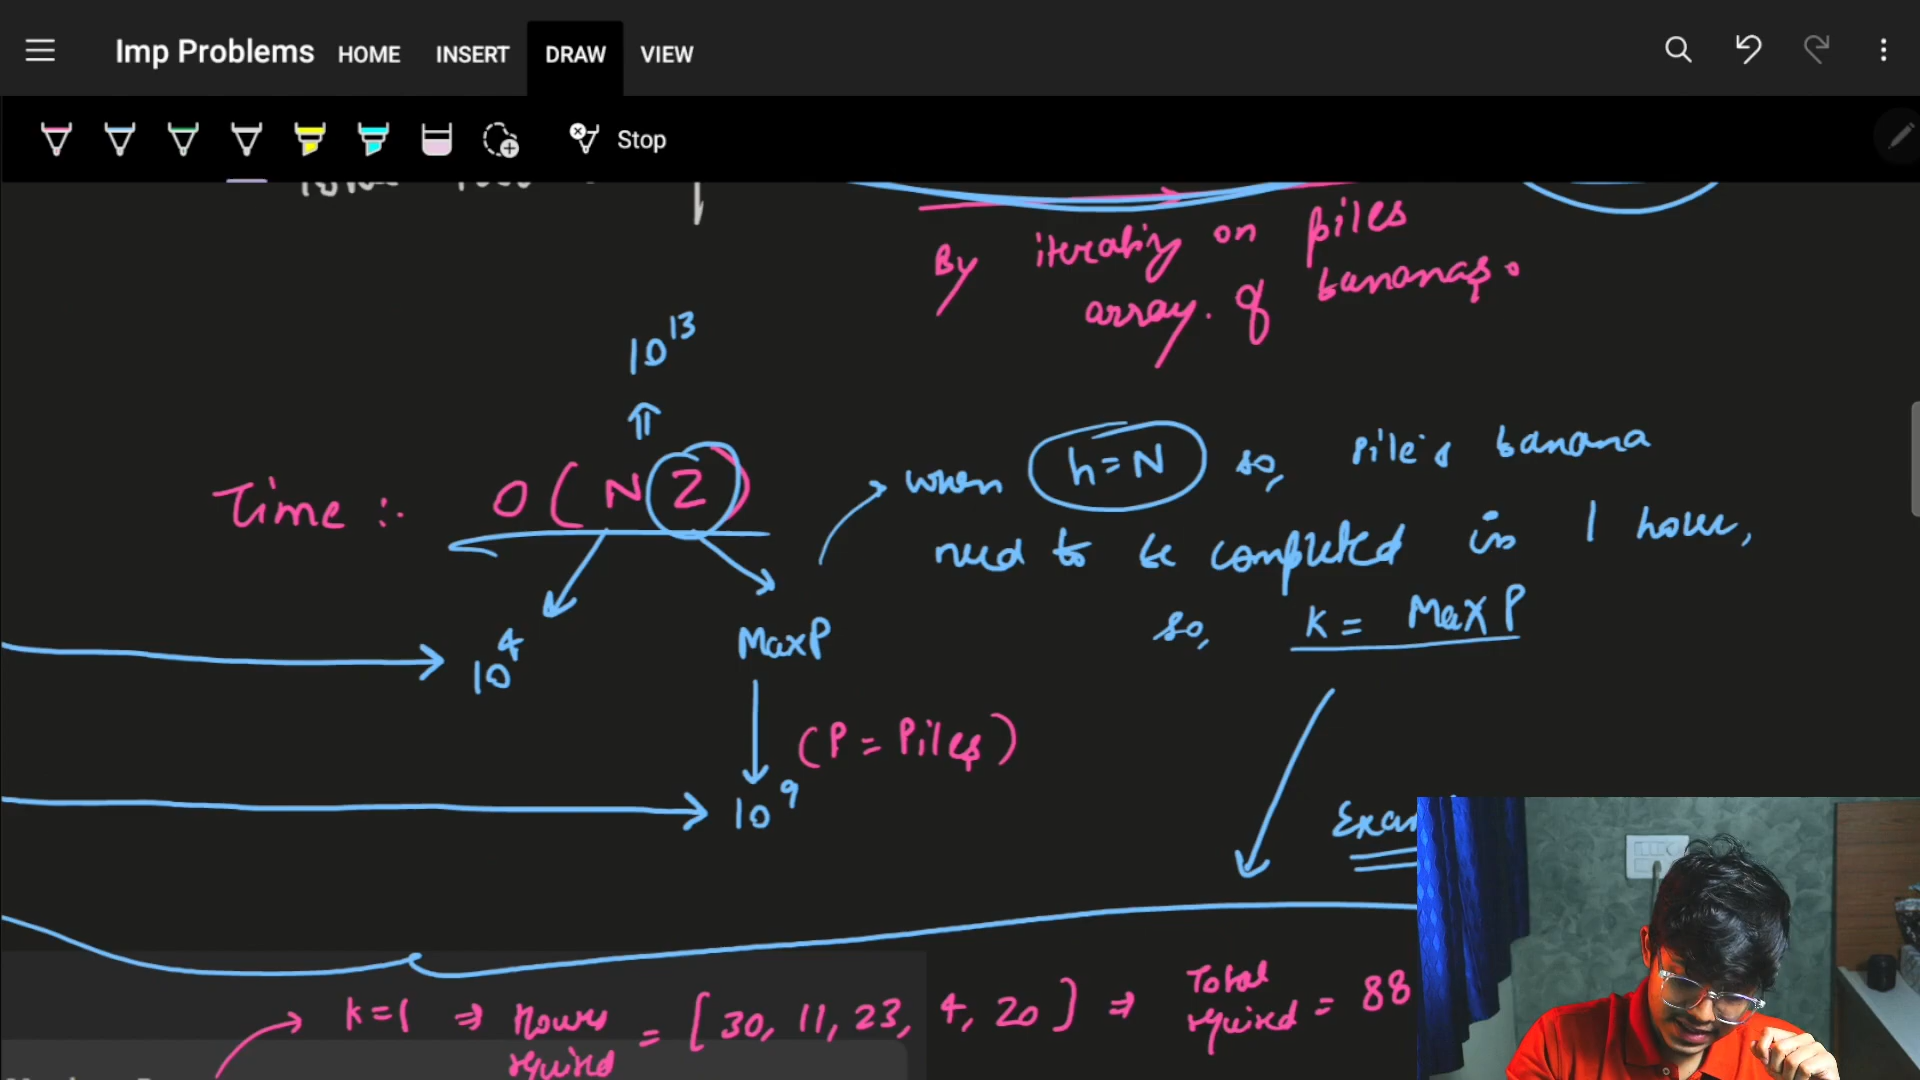 Imp Problems HOME INSERT DRAW VIEW
Stop
By iterating on piles
array. of bananas.
10^13
Time :- O(NZ)
when h=N so, Pile's banana
need to be completed in 1 hour,
so, k = MaxP
10^4
MaxP
(P = Piles)
10^9
k=1 ⇒ Hours required = [30, 11, 23, 4, 20] ⇒ Total required = 88